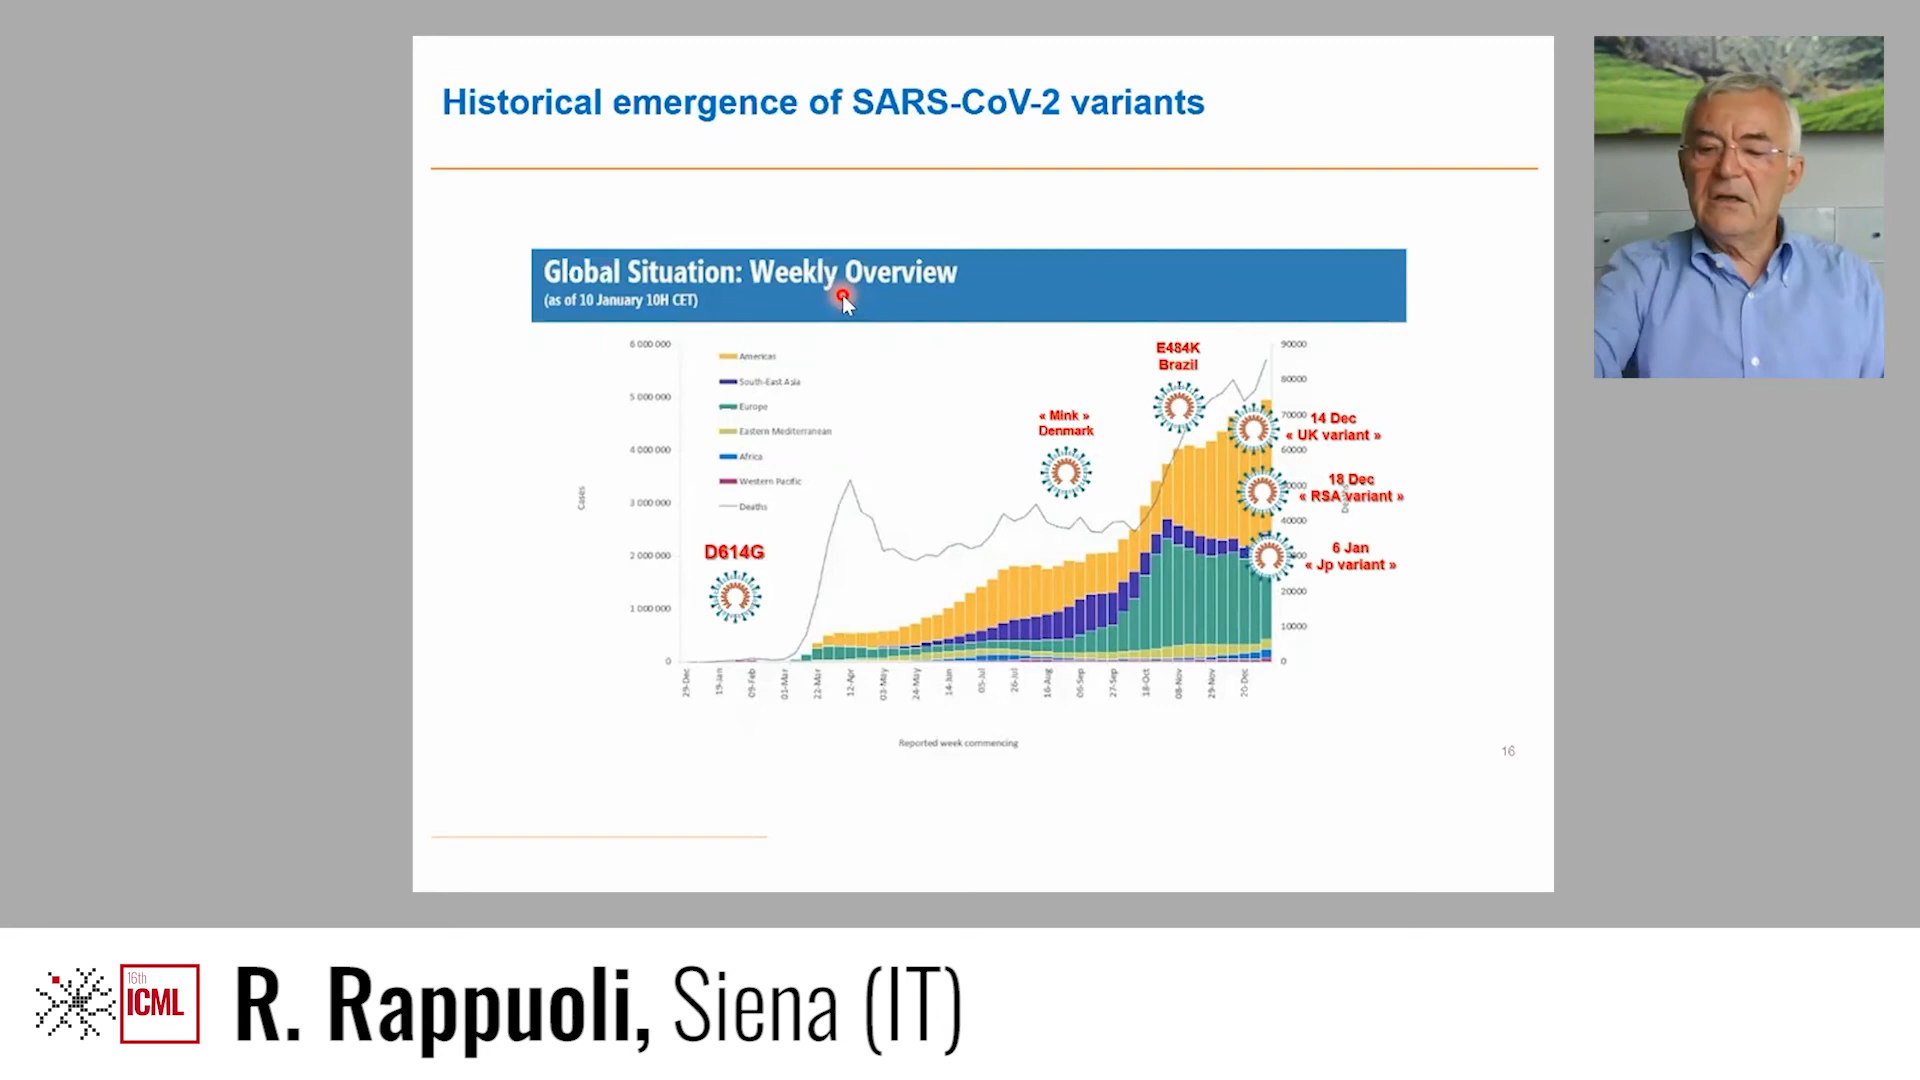 Historical emergence of SARS-CoV-2 variants
Global Situation: Weekly Overview
(as of 10 January 10H CET)
6 000 000
5 000 000
4 000 000
3 000 000
2 000 000
1 000 000
0
Cases
Americas
South-East Asia
Europe
Eastern Mediterranean
Africa
Western Pacific
Deaths
D614G
« Mink »
Denmark
E484K
Brazil
14 Dec
« UK variant »
18 Dec
« RSA variant »
6 Jan
« Jp variant »
90000
80000
70000
60000
40000
20000
10000
0
29-Dec
19-Jan
09-Feb
01-Mar
22-Mar
12-Apr
03-May
24-May
14-Jun
05-Jul
26-Jul
16-Aug
06-Sep
27-Sep
18-Oct
08-Nov
29-Nov
20-Dec
Reported week commencing
16
16th
ICML
R. Rappuoli, Siena (IT)